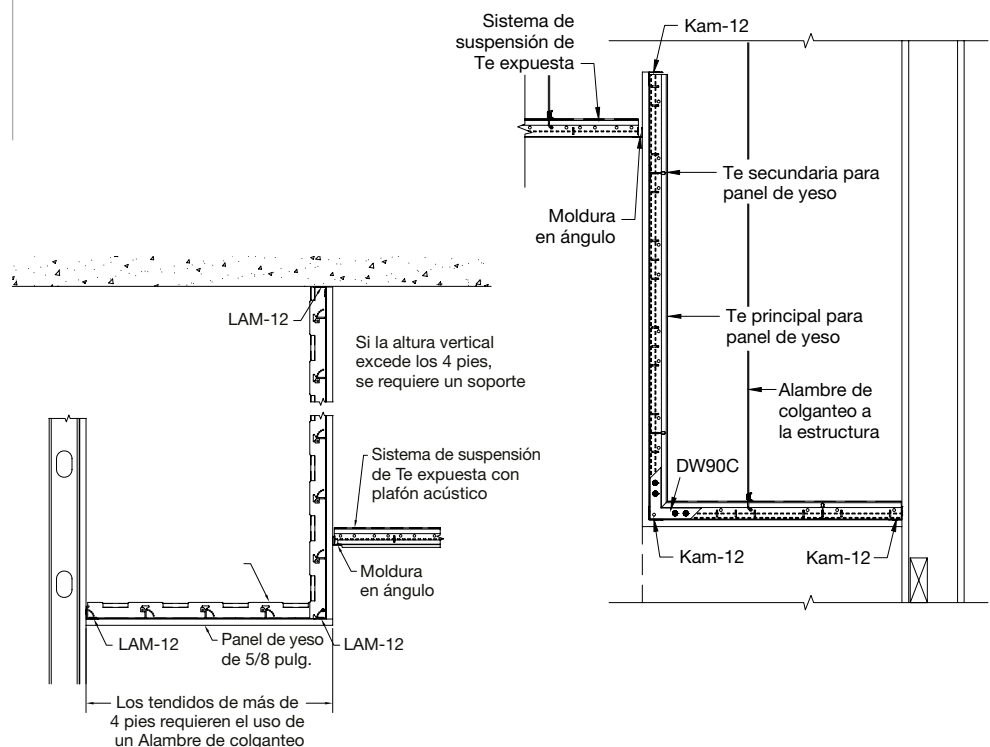 LAM-12
Si la altura vertical
excede los 4 pies,
se requiere un soporte
Sistema de suspensión
de Te expuesta con
plafón acústico
Moldura
en ángulo
LAM-12
Panel de yeso
de 5/8 pulg.
LAM-12
Los tendidos de más de
4 pies requieren el uso de
un Alambre de colganteo
Sistema de
suspensión de
Te expuesta
Kam-12
Te secundaria para
panel de yeso
Moldura
en ángulo
Te principal para
panel de yeso
Alambre de
colganteo a
la estructura
DW90C
Kam-12
Kam-12